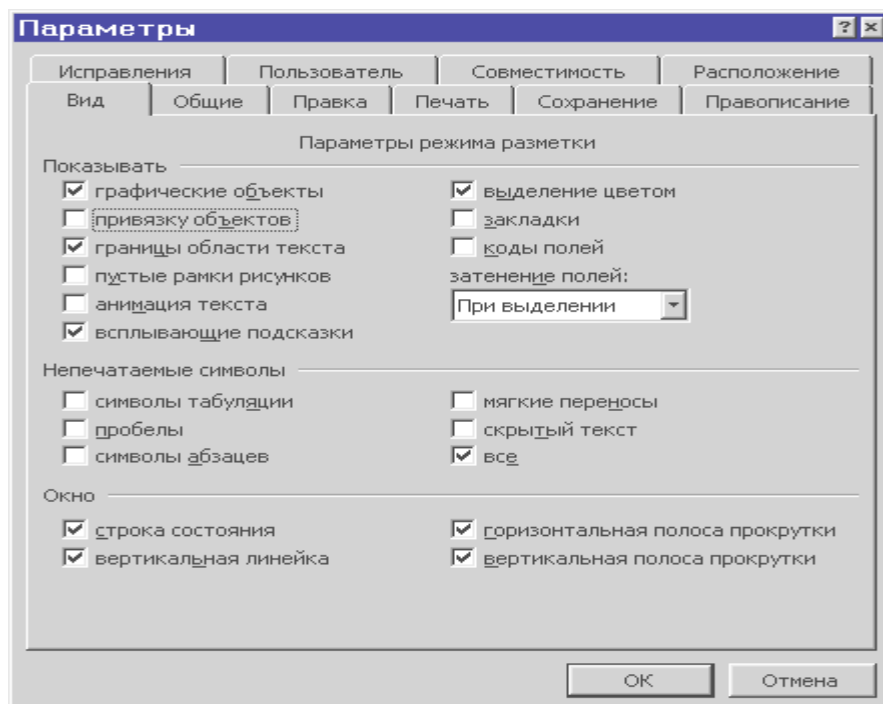 Параметры
Исправления Пользователь Совместимость Расположение
Вид Общие Правка Печать Сохранение Правописание
Параметры режима разметки
Показывать
графические объекты
привязку объектов
границы области текста
пустые рамки рисунков
анимация текста
всплывающие подсказки
выделение цветом
закладки
коды полей
затенение полей:
При выделении
Непечатаемые символы
символы табуляции
пробелы
символы абзацев
мягкие переносы
скрытый текст
все
Окно
строка состояния
вертикальная линейка
горизонтальная полоса прокрутки
вертикальная полоса прокрутки
ОК Отмена